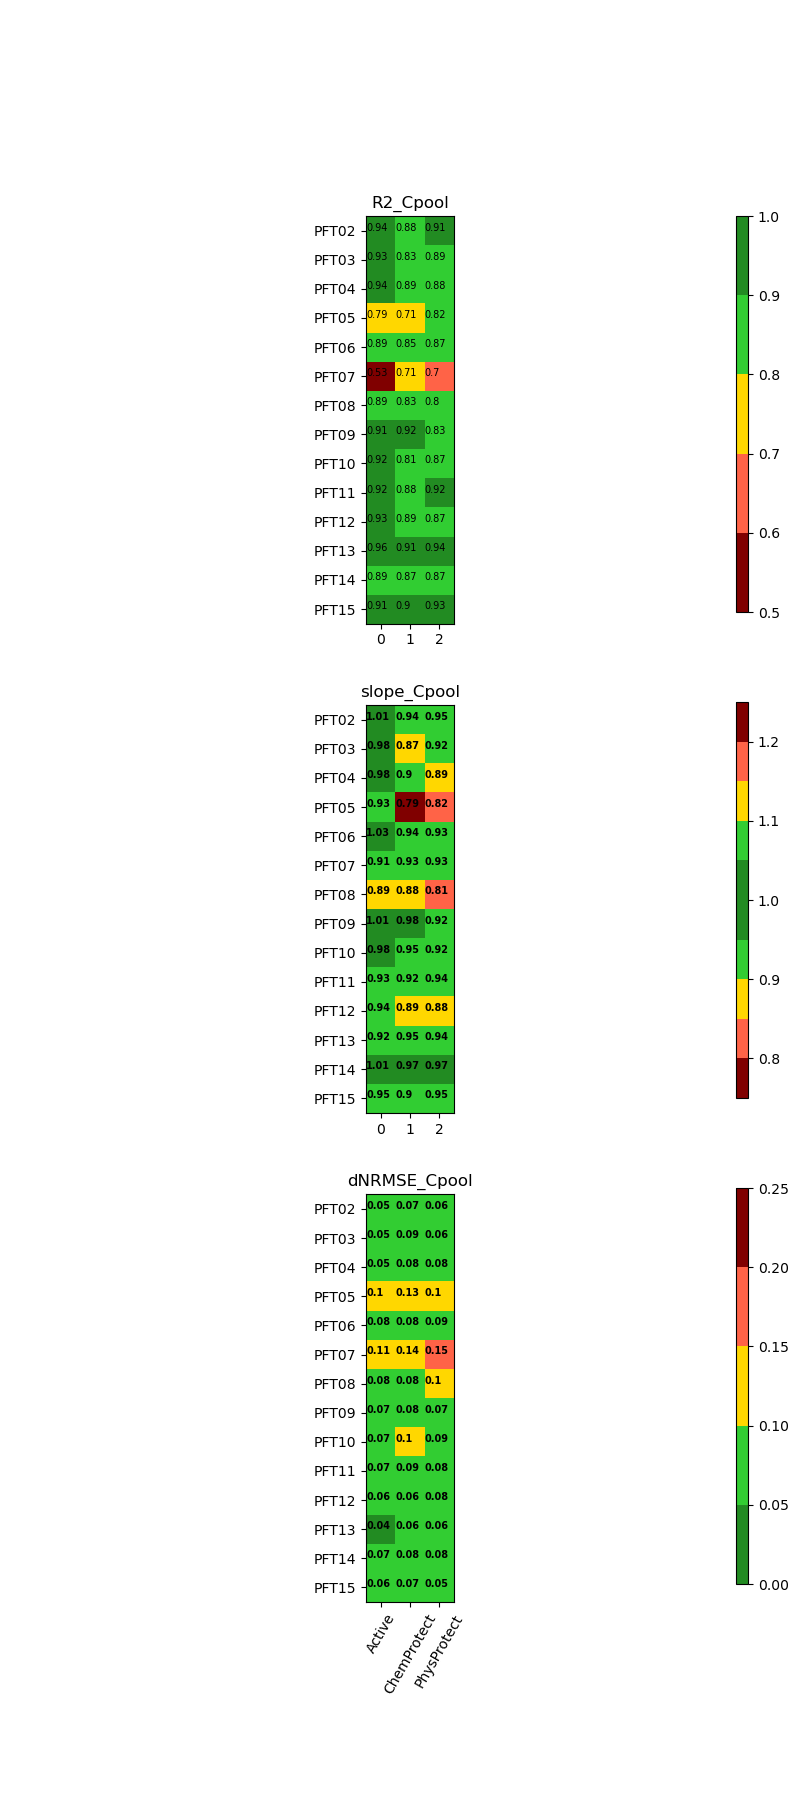 R2_Cpool
PFT02 0.94 0.88 0.91
PFT03 0.93 0.83 0.89
PFT04 0.94 0.89 0.88
PFT05 0.79 0.71 0.82
PFT06 0.89 0.85 0.87
PFT07 0.53 0.71 0.7
PFT08 0.89 0.83 0.8
PFT09 0.91 0.92 0.83
PFT10 0.92 0.81 0.87
PFT11 0.92 0.88 0.92
PFT12 0.93 0.89 0.87
PFT13 0.96 0.91 0.94
PFT14 0.89 0.87 0.87
PFT15 0.91 0.9 0.93
0 1 2
1.0
0.9
0.8
0.7
0.6
0.5
slope_Cpool
PFT02 1.01 0.94 0.95
PFT03 0.98 0.87 0.92
PFT04 0.98 0.9 0.89
PFT05 0.93 0.79 0.82
PFT06 1.03 0.94 0.93
PFT07 0.91 0.93 0.93
PFT08 0.89 0.88 0.81
PFT09 1.01 0.98 0.92
PFT10 0.98 0.95 0.92
PFT11 0.93 0.92 0.94
PFT12 0.94 0.89 0.88
PFT13 0.92 0.95 0.94
PFT14 1.01 0.97 0.97
PFT15 0.95 0.9 0.95
0 1 2
1.2
1.1
1.0
0.9
0.8
dNRMSE_Cpool
PFT02 0.05 0.07 0.06
PFT03 0.05 0.09 0.06
PFT04 0.05 0.08 0.08
PFT05 0.1 0.13 0.1
PFT06 0.08 0.08 0.09
PFT07 0.11 0.14 0.15
PFT08 0.08 0.08 0.1
PFT09 0.07 0.08 0.07
PFT10 0.07 0.1 0.09
PFT11 0.07 0.09 0.08
PFT12 0.06 0.06 0.08
PFT13 0.04 0.06 0.06
PFT14 0.07 0.08 0.08
PFT15 0.06 0.07 0.05
Active ChemProtect PhysProtect
0.25
0.20
0.15
0.10
0.05
0.00